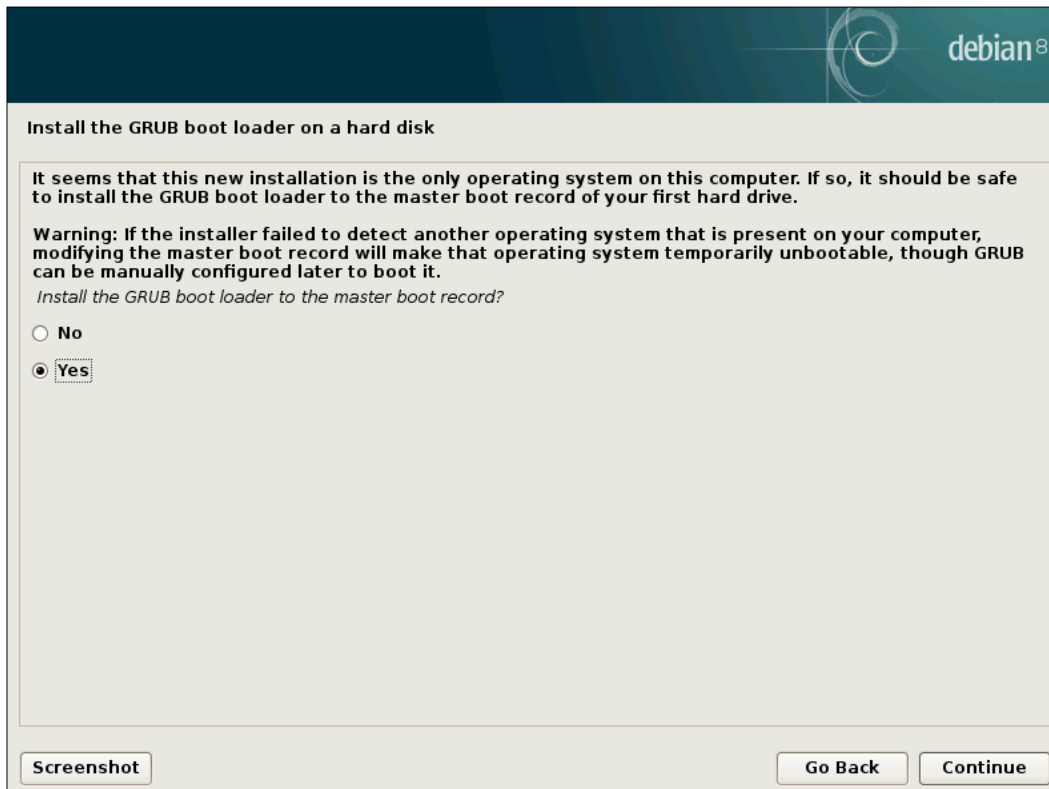 debian 8
Install the GRUB boot loader on a hard disk
It seems that this new installation is the only operating system on this computer. If so, it should be safe
to install the GRUB boot loader to the master boot record of your first hard drive.
Warning: If the installer failed to detect another operating system that is present on your computer,
modifying the master boot record will make that operating system temporarily unbootable, though GRUB
can be manually configured later to boot it.
Install the GRUB boot loader to the master boot record?
No
Yes
Screenshot Go Back Continue